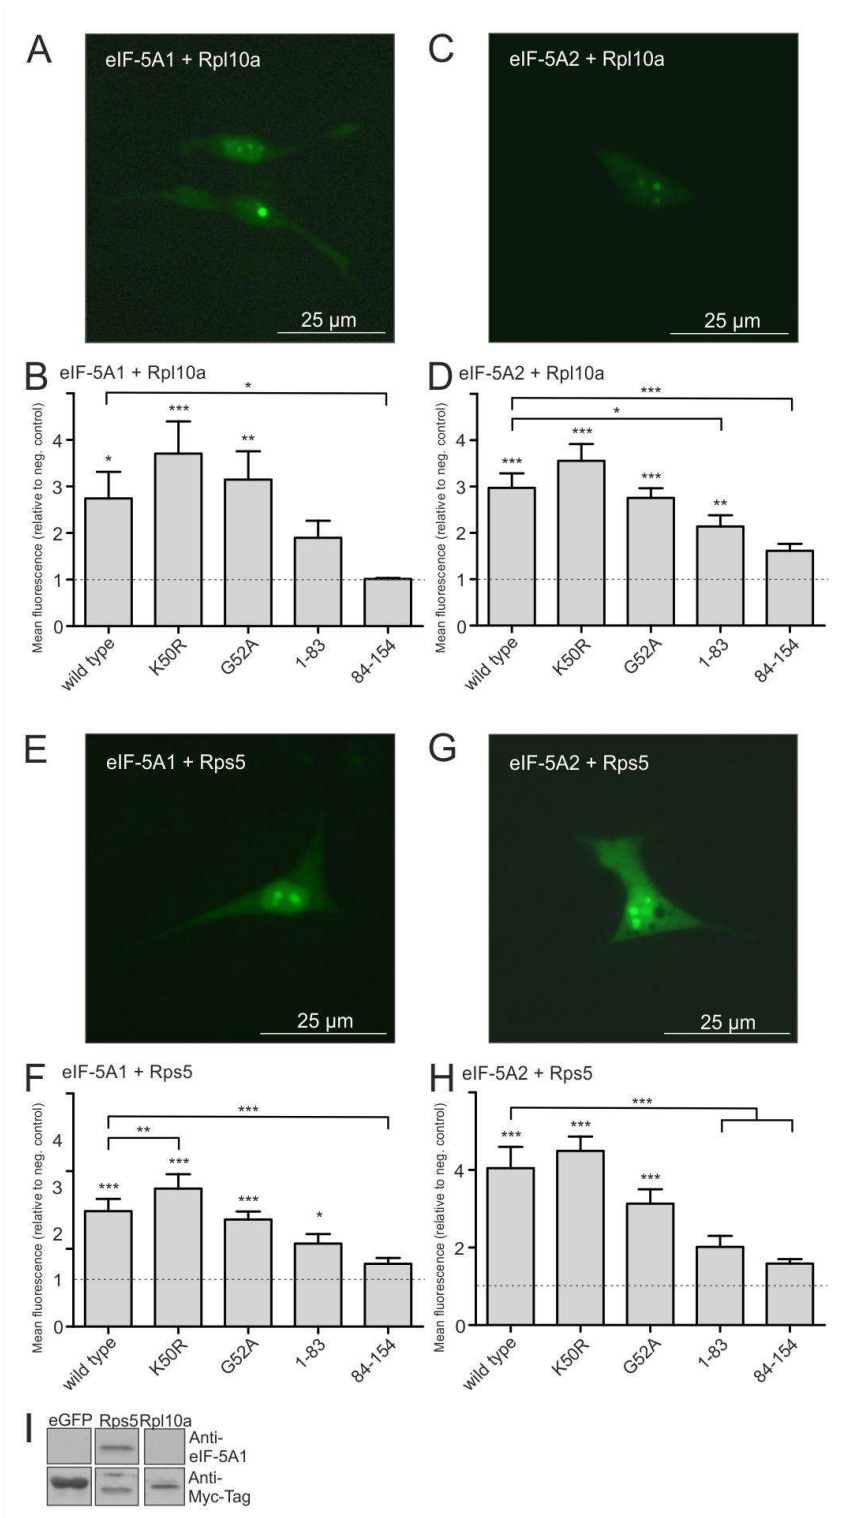 A
eIF-5A1 + Rpl10a
25 µm
C
eIF-5A2 + Rpl10a
25 µm
B
eIF-5A1 + Rpl10a
Mean fluorescence (relative to neg. control)
4
3
2
1
0
*
*
***
**
wild type
K50R
G52A
1-83
84-154
D
eIF-5A2 + Rpl10a
Mean fluorescence (relative to neg. control)
4
3
2
1
0
***
*
***
***
***
**
wild type
K50R
G52A
1-83
84-154
E
eIF-5A1 + Rps5
25 µm
G
eIF-5A2 + Rps5
25 µm
F
eIF-5A1 + Rps5
Mean fluorescence (relative to neg. control)
4
3
2
1
0
***
**
***
***
***
*
wild type
K50R
G52A
1-83
84-154
H
eIF-5A2 + Rps5
Mean fluorescence (relative to neg. control)
4
2
0
***
***
***
***
wild type
K50R
G52A
1-83
84-154
I
eGFP Rps5 Rpl10a
Anti-
eIF-5A1
Anti-
Myc-Tag